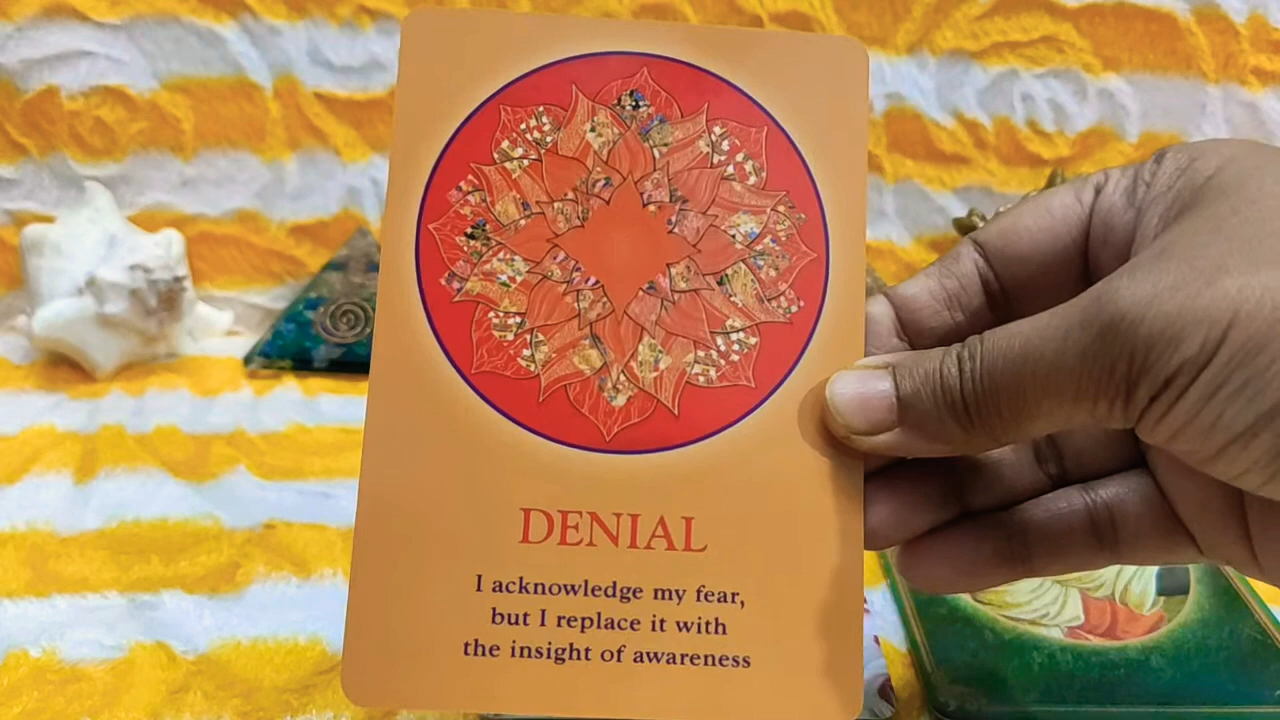 DENIAL
I acknowledge my fear,
but I replace it with
the insight of awareness